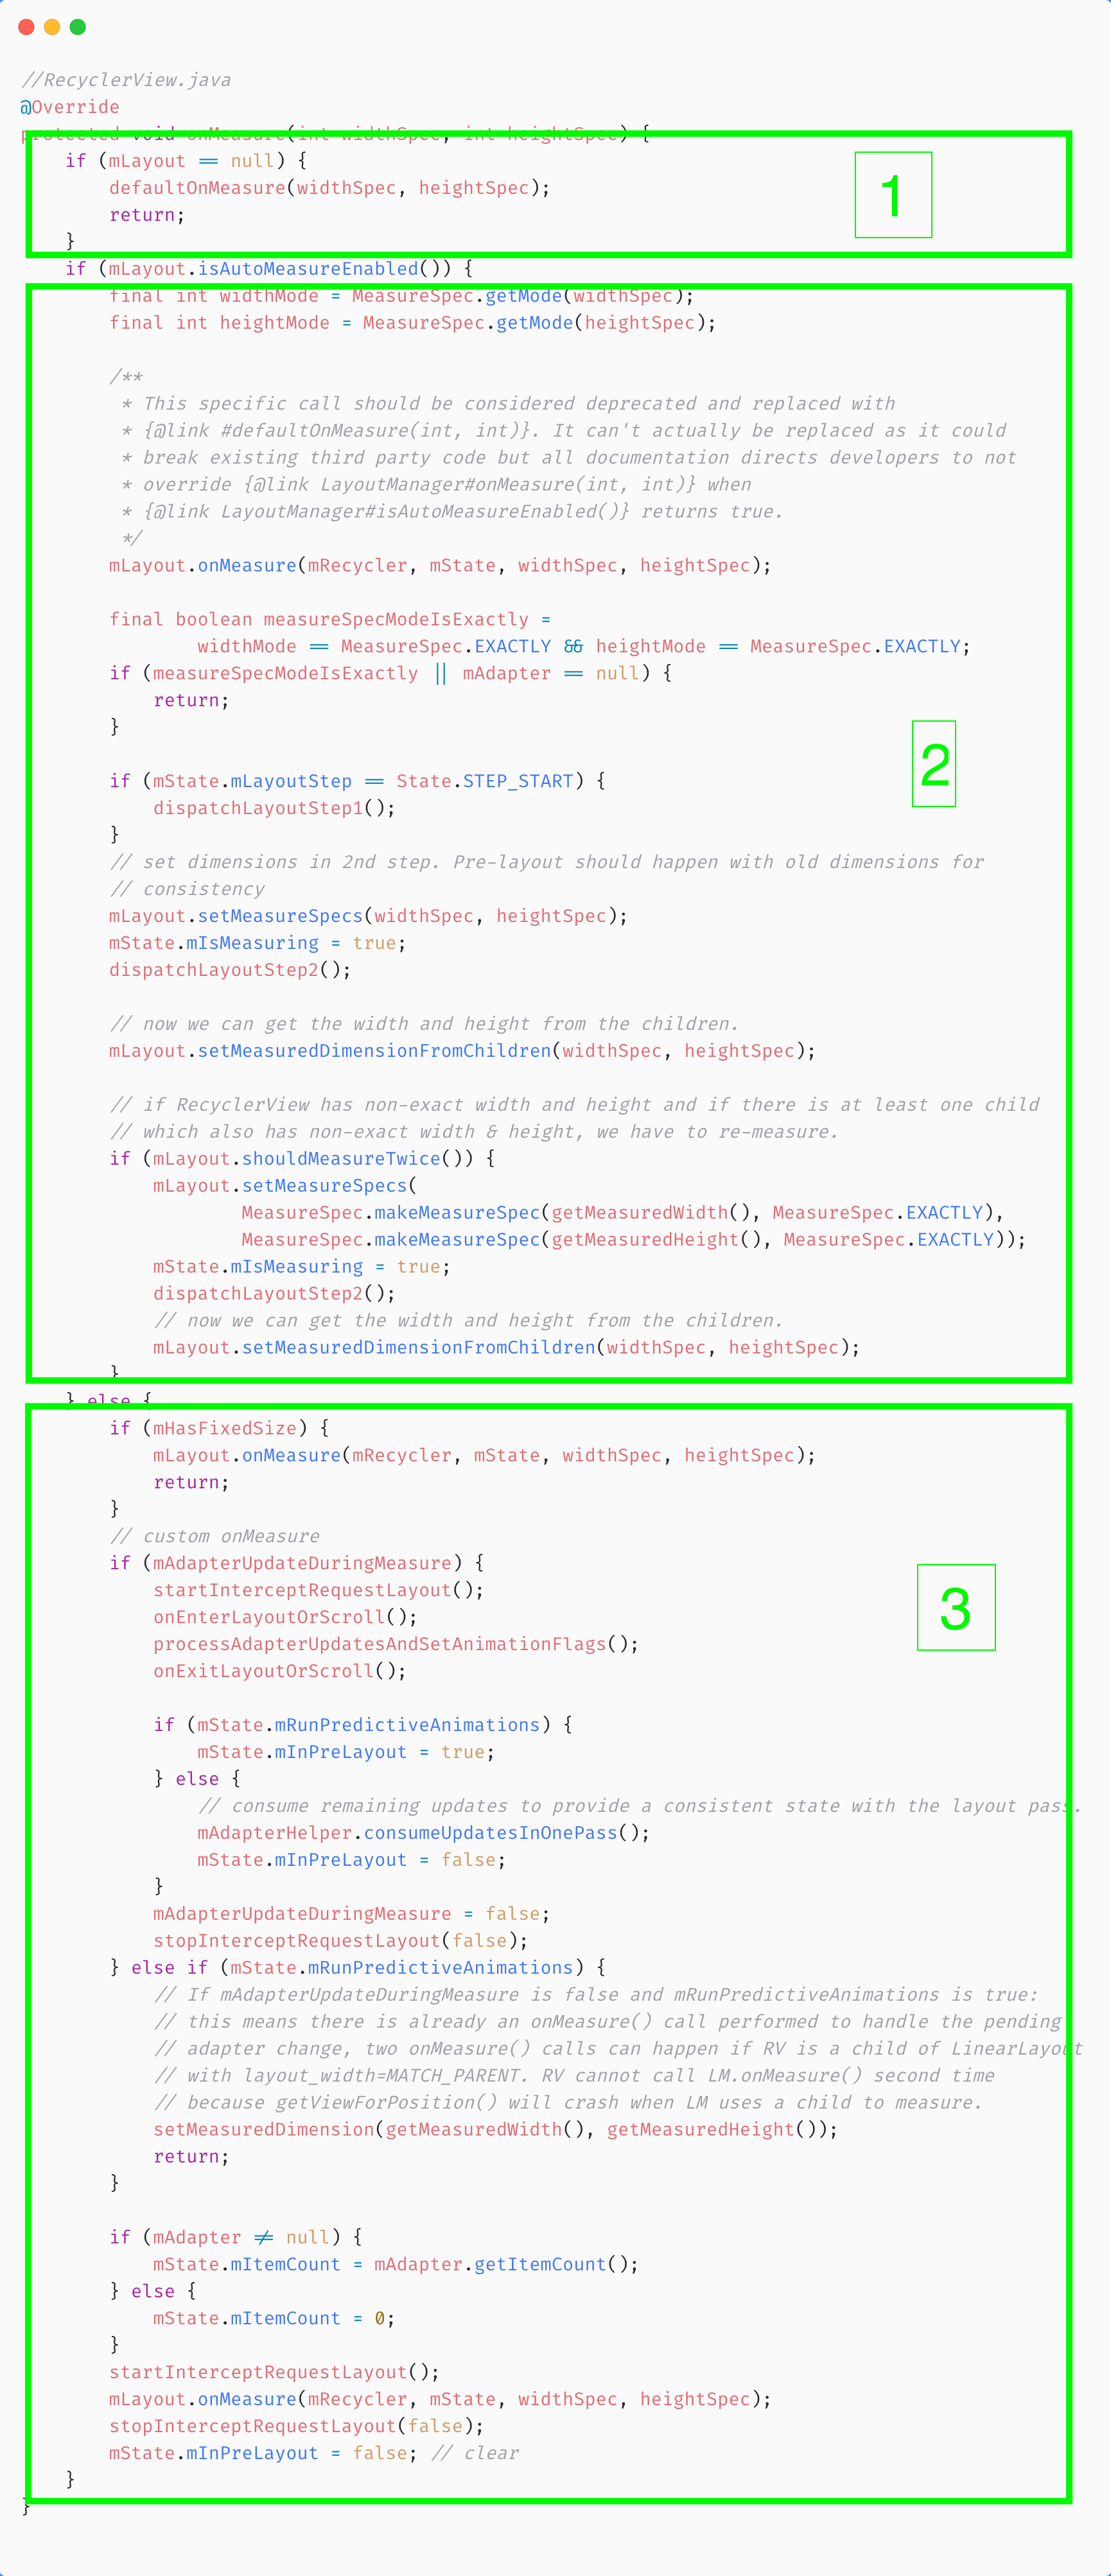 //RecyclerView.java
@Override
protected void onMeasure(int widthSpec, int heightSpec) {
    if (mLayout == null) {
        defaultOnMeasure(widthSpec, heightSpec);
        return;
    }
1
    if (mLayout.isAutoMeasureEnabled()) {
        final int widthMode = MeasureSpec.getMode(widthSpec);
        final int heightMode = MeasureSpec.getMode(heightSpec);

        /**
         * This specific call should be considered deprecated and replaced with
         * {@link #defaultOnMeasure(int, int)}. It can't actually be replaced as it could
         * break existing third party code but all documentation directs developers to not
         * override {@link LayoutManager#onMeasure(int, int)} when
         * {@link LayoutManager#isAutoMeasureEnabled()} returns true.
         */
        mLayout.onMeasure(mRecycler, mState, widthSpec, heightSpec);

        final boolean measureSpecModeIsExactly =
                widthMode == MeasureSpec.EXACTLY && heightMode == MeasureSpec.EXACTLY;
        if (measureSpecModeIsExactly || mAdapter == null) {
            return;
        }
2

        if (mState.mLayoutStep == State.STEP_START) {
            dispatchLayoutStep1();
        }
        // set dimensions in 2nd step. Pre-layout should happen with old dimensions for
        // consistency
        mLayout.setMeasureSpecs(widthSpec, heightSpec);
        mState.mIsMeasuring = true;
        dispatchLayoutStep2();

        // now we can get the width and height from the children.
        mLayout.setMeasuredDimensionFromChildren(widthSpec, heightSpec);

        // if RecyclerView has non-exact width and height and if there is at least one child
        // which also has non-exact width & height, we have to re-measure.
        if (mLayout.shouldMeasureTwice()) {
            mLayout.setMeasureSpecs(
                    MeasureSpec.makeMeasureSpec(getMeasuredWidth(), MeasureSpec.EXACTLY),
                    MeasureSpec.makeMeasureSpec(getMeasuredHeight(), MeasureSpec.EXACTLY));
            mState.mIsMeasuring = true;
            dispatchLayoutStep2();
            // now we can get the width and height from the children.
            mLayout.setMeasuredDimensionFromChildren(widthSpec, heightSpec);
        }
    } else {
        if (mHasFixedSize) {
            mLayout.onMeasure(mRecycler, mState, widthSpec, heightSpec);
            return;
        }
        // custom onMeasure
        if (mAdapterUpdateDuringMeasure) {
            startInterceptRequestLayout();
            onEnterLayoutOrScroll();
3
            processAdapterUpdatesAndSetAnimationFlags();
            onExitLayoutOrScroll();

            if (mState.mRunPredictiveAnimations) {
                mState.mInPreLayout = true;
            } else {
                // consume remaining updates to provide a consistent state with the layout pass.
                mAdapterHelper.consumeUpdatesInOnePass();
                mState.mInPreLayout = false;
            }
            mAdapterUpdateDuringMeasure = false;
            stopInterceptRequestLayout(false);
        } else if (mState.mRunPredictiveAnimations) {
            // If mAdapterUpdateDuringMeasure is false and mRunPredictiveAnimations is true:
            // this means there is already an onMeasure() call performed to handle the pending
            // adapter change, two onMeasure() calls can happen if RV is a child of LinearLayout
            // with layout_width=MATCH_PARENT. RV cannot call LM.onMeasure() second time
            // because getViewForPosition() will crash when LM uses a child to measure.
            setMeasuredDimension(getMeasuredWidth(), getMeasuredHeight());
            return;
        }

        if (mAdapter != null) {
            mState.mItemCount = mAdapter.getItemCount();
        } else {
            mState.mItemCount = 0;
        }
        startInterceptRequestLayout();
        mLayout.onMeasure(mRecycler, mState, widthSpec, heightSpec);
        stopInterceptRequestLayout(false);
        mState.mInPreLayout = false; // clear
    }
}